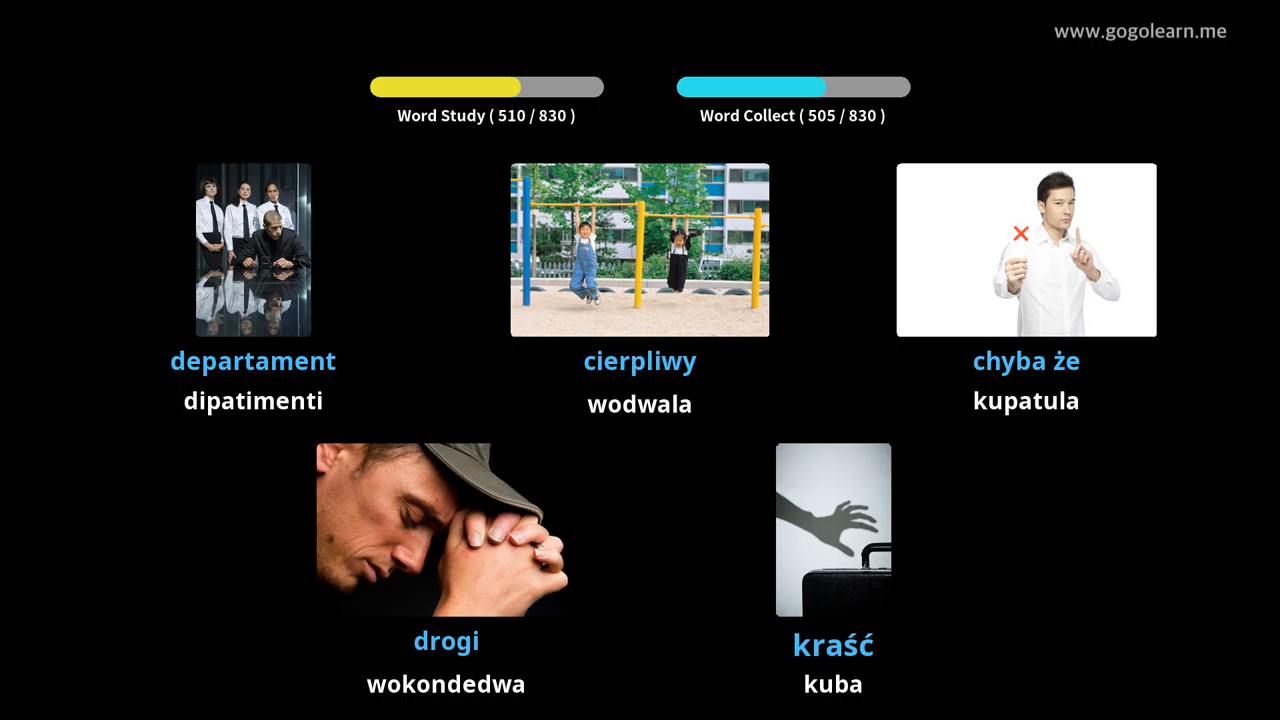 www.gogolearn.me
Word Study ( 510 / 830 )
Word Collect ( 505 / 830 )
departament
dipatimenti
cierpliwy
wodwala
chyba że
kupatula
drogi
wokondedwa
kraść
kuba